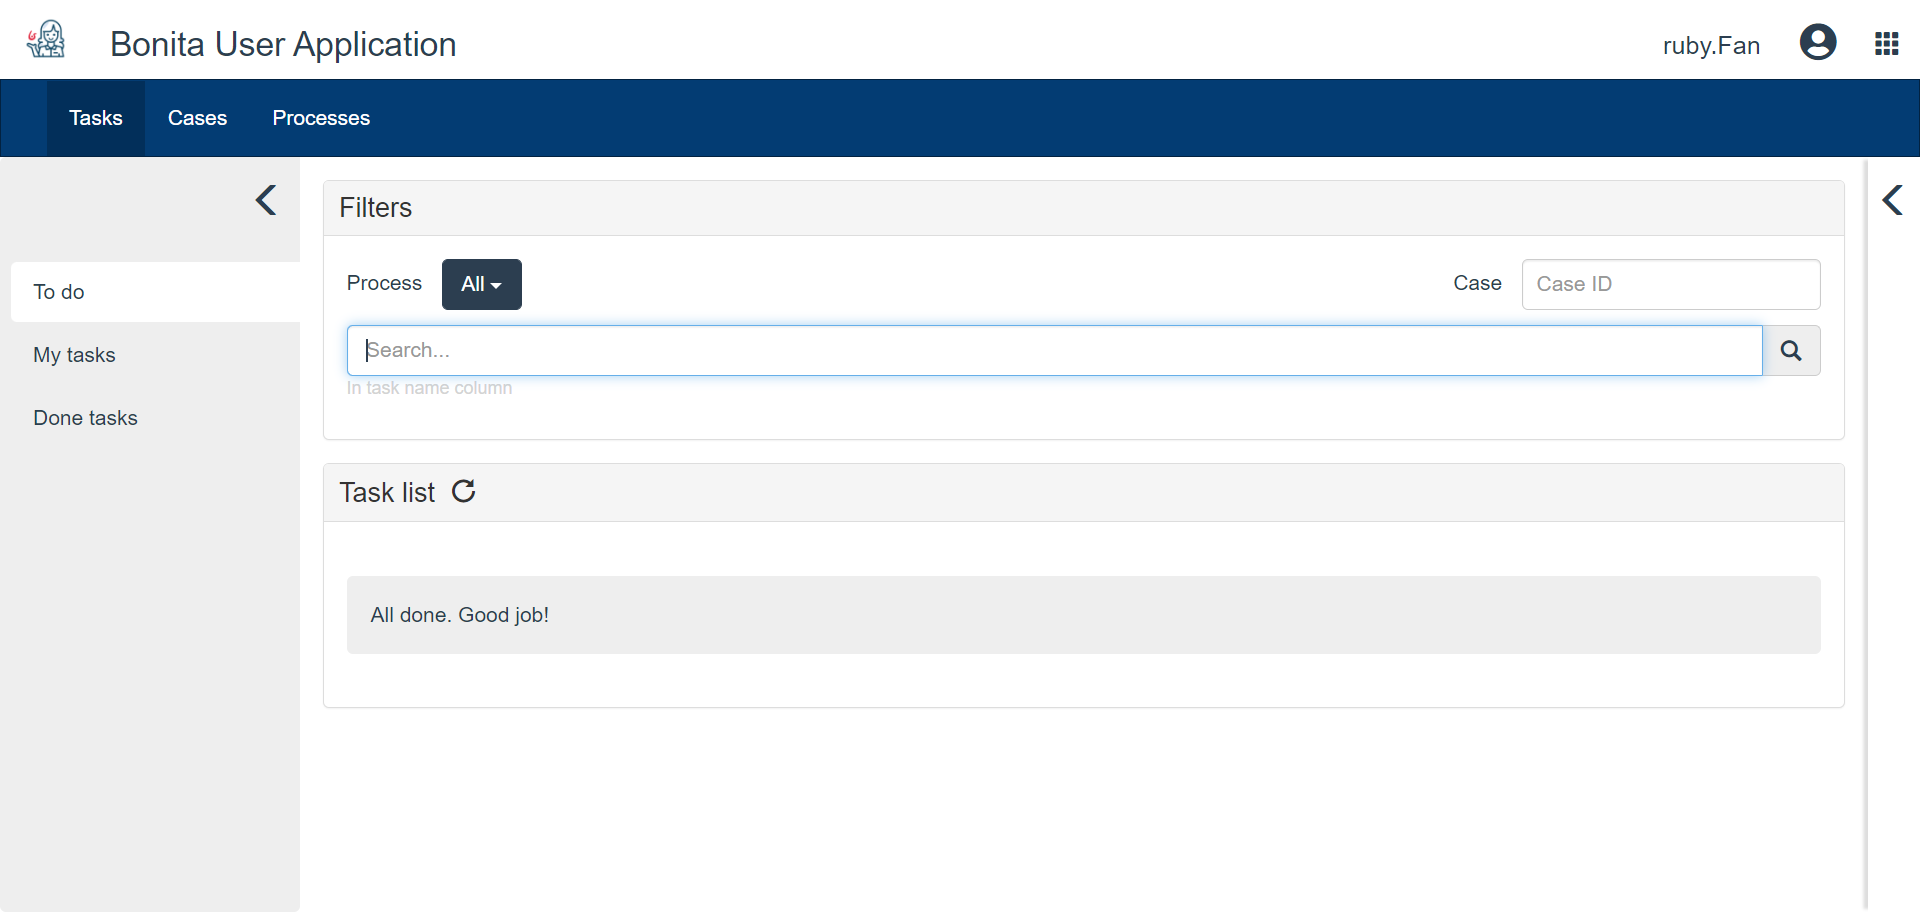 Bonita User Application
ruby.Fan
Tasks
Cases
Processes
To do
My tasks
Done tasks
Filters
Process
All
Case
Case ID
Search...
In task name column
Task list
All done. Good job!